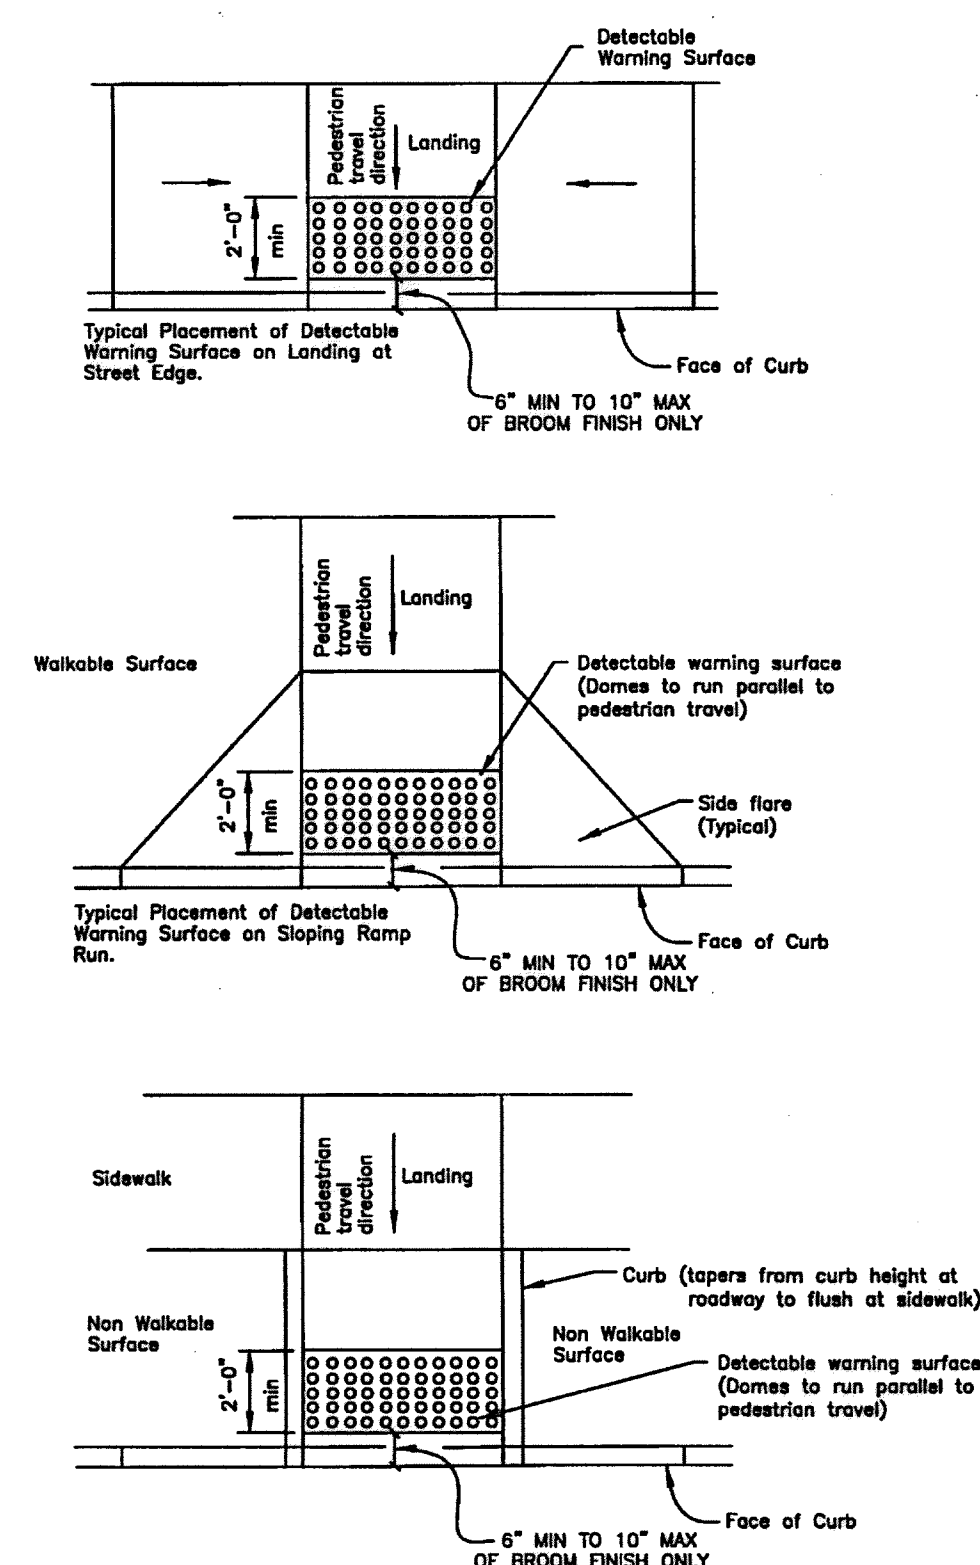 Detectable
Warning Surface
Pedestrian
travel
direction
Landing
2'-0"
min
Typical Placement of Detectable
Warning Surface on Landing at
Street Edge.
Face of Curb
6" MIN TO 10" MAX
OF BROOM FINISH ONLY
Pedestrian
travel
direction
Landing
Walkable Surface
Detectable warning surface
(Domes to run parallel to
pedestrian travel)
2'-0"
min
Side flare
(Typical)
Typical Placement of Detectable
Warning Surface on Sloping Ramp
Run.
Face of Curb
6" MIN TO 10" MAX
OF BROOM FINISH ONLY
Sidewalk
Pedestrian
travel
direction
Landing
Curb (tapers from curb height at
roadway to flush at sidewalk)
Non Walkable
Surface
Non Walkable
Surface
2'-0"
min
Detectable warning surface
(Domes to run parallel to
pedestrian travel)
Face of Curb
6" MIN TO 10" MAX
OF BROOM FINISH ONLY